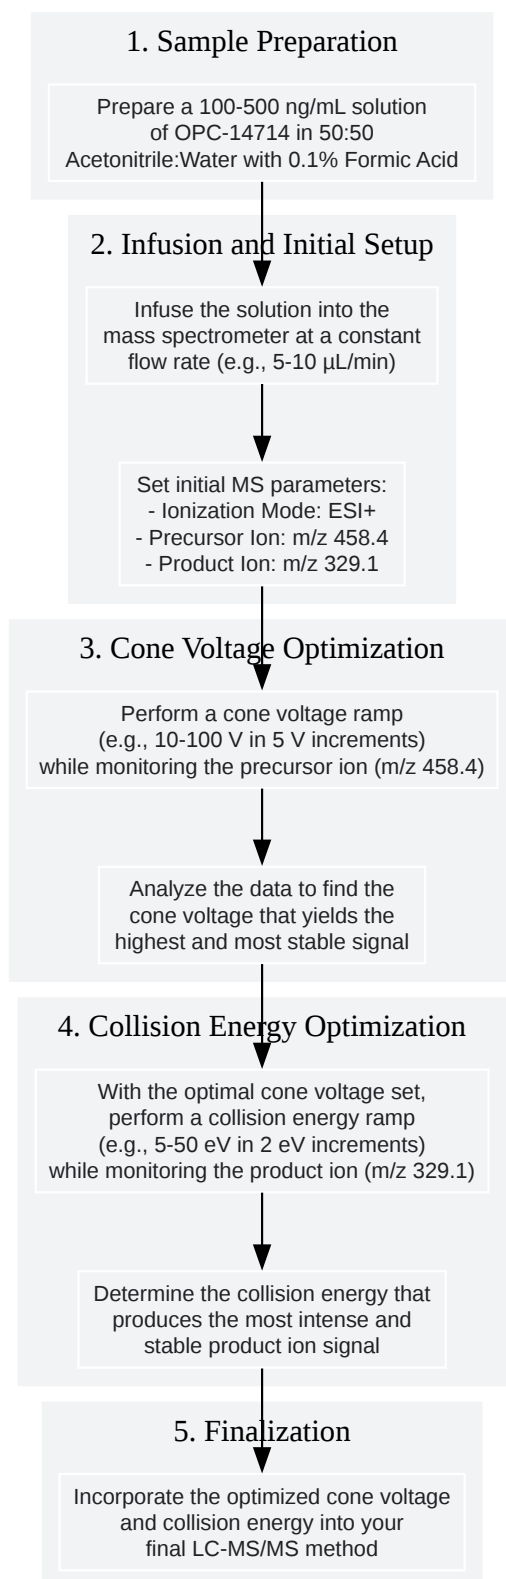 1. Sample Preparation
Prepare a 100-500 ng/mL solution
of OPC-14714 in 50:50
Acetonitrile:Water with 0.1% Formic Acid
2. Infusion and Initial Setup
Infuse the solution into the
mass spectrometer at a constant
flow rate (e.g., 5-10 µL/min)
Set initial MS parameters:
- Ionization Mode: ESI+
- Precursor Ion: m/z 458.4
- Product Ion: m/z 329.1
3. Cone Voltage Optimization
Perform a cone voltage ramp
(e.g., 10-100 V in 5 V increments)
while monitoring the precursor ion (m/z 458.4)
Analyze the data to find the
cone voltage that yields the
highest and most stable signal
4. Collision Energy Optimization
With the optimal cone voltage set,
perform a collision energy ramp
(e.g., 5-50 eV in 2 eV increments)
while monitoring the product ion (m/z 329.1)
Determine the collision energy that
produces the most intense and
stable product ion signal
5. Finalization
Incorporate the optimized cone voltage
and collision energy into your
final LC-MS/MS method